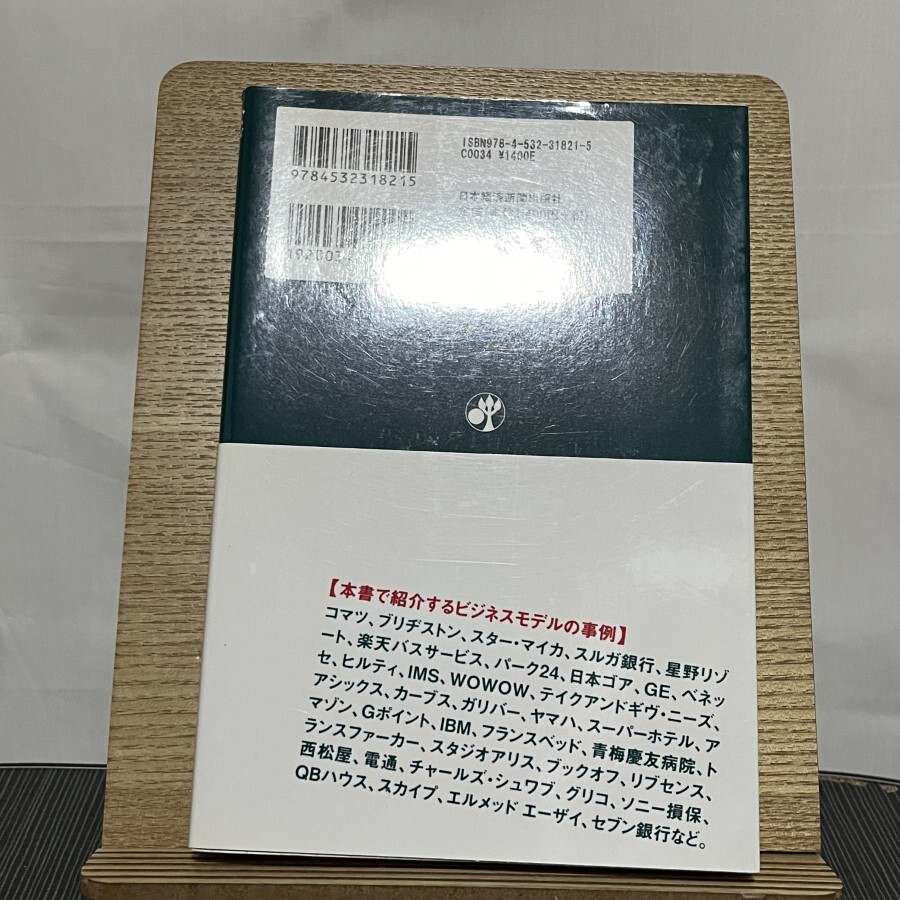 ISBN978-4-532-31821-5
C0034 ¥1400E
9784532318215
日本経済新聞出版社
【本書で紹介するビジネスモデルの事例】
コマツ、ブリヂストン、スター・マイカ、スルガ銀行、星野リゾ
ート、楽天バスサービス、パーク24、日本ゴア、GE、ベネッ
セ、ヒルティ、IMS、WOWOW、テイクアンドギヴ・ニーズ、
アシックス、カーブス、ガリバー、ヤマハ、スーパーホテル、ア
マゾン、Gポイント、IBM、フランスベッド、青梅慶友病院、ト
ランスファーカー、スタジオアリス、ブックオフ、リブセンス、
西松屋、電通、チャールズ・シュワブ、グリコ、ソニー損保、
QBハウス、スカイプ、エルメッド エーザイ、セブン銀行など。